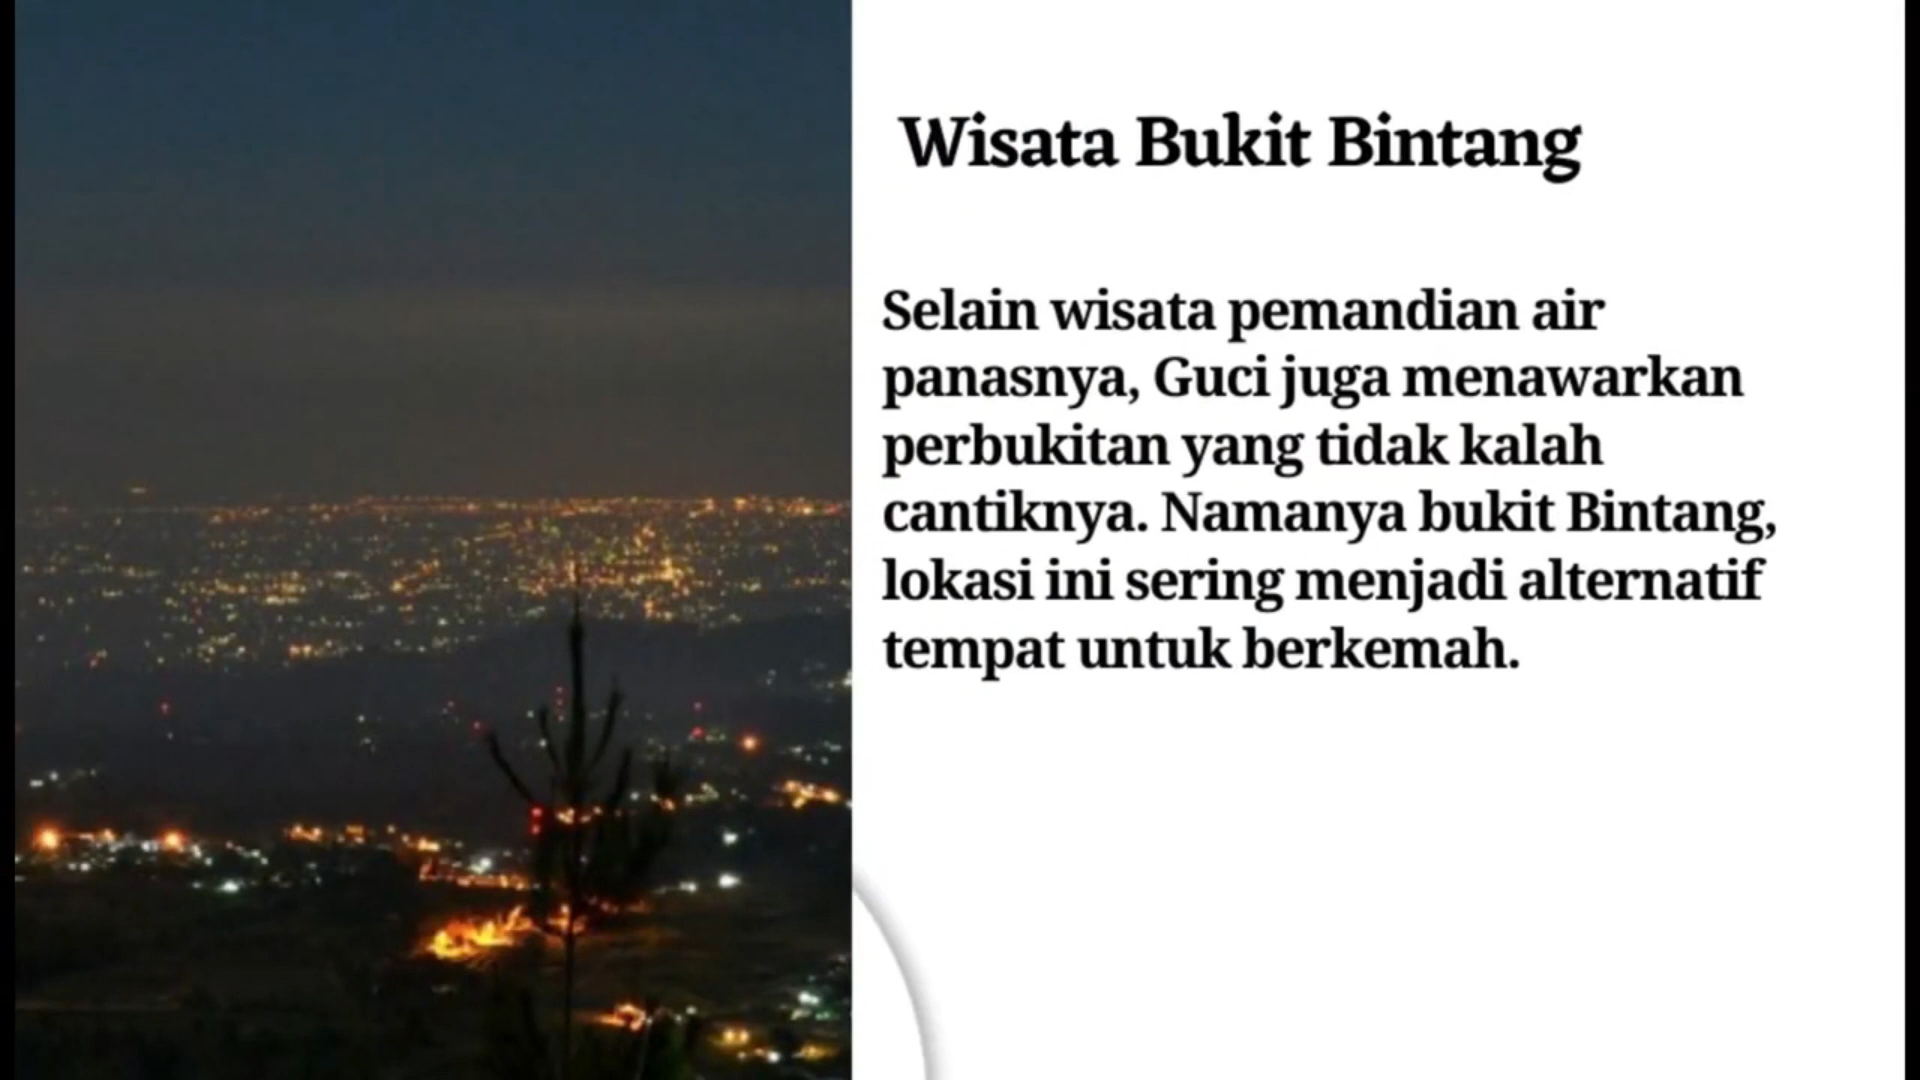 Wisata Bukit Bintang
Selain wisata pemandian air
panasnya, Guci juga menawarkan
perbukitan yang tidak kalah
cantiknya. Namanya bukit Bintang,
lokasi ini sering menjadi alternatif
tempat untuk berkemah.